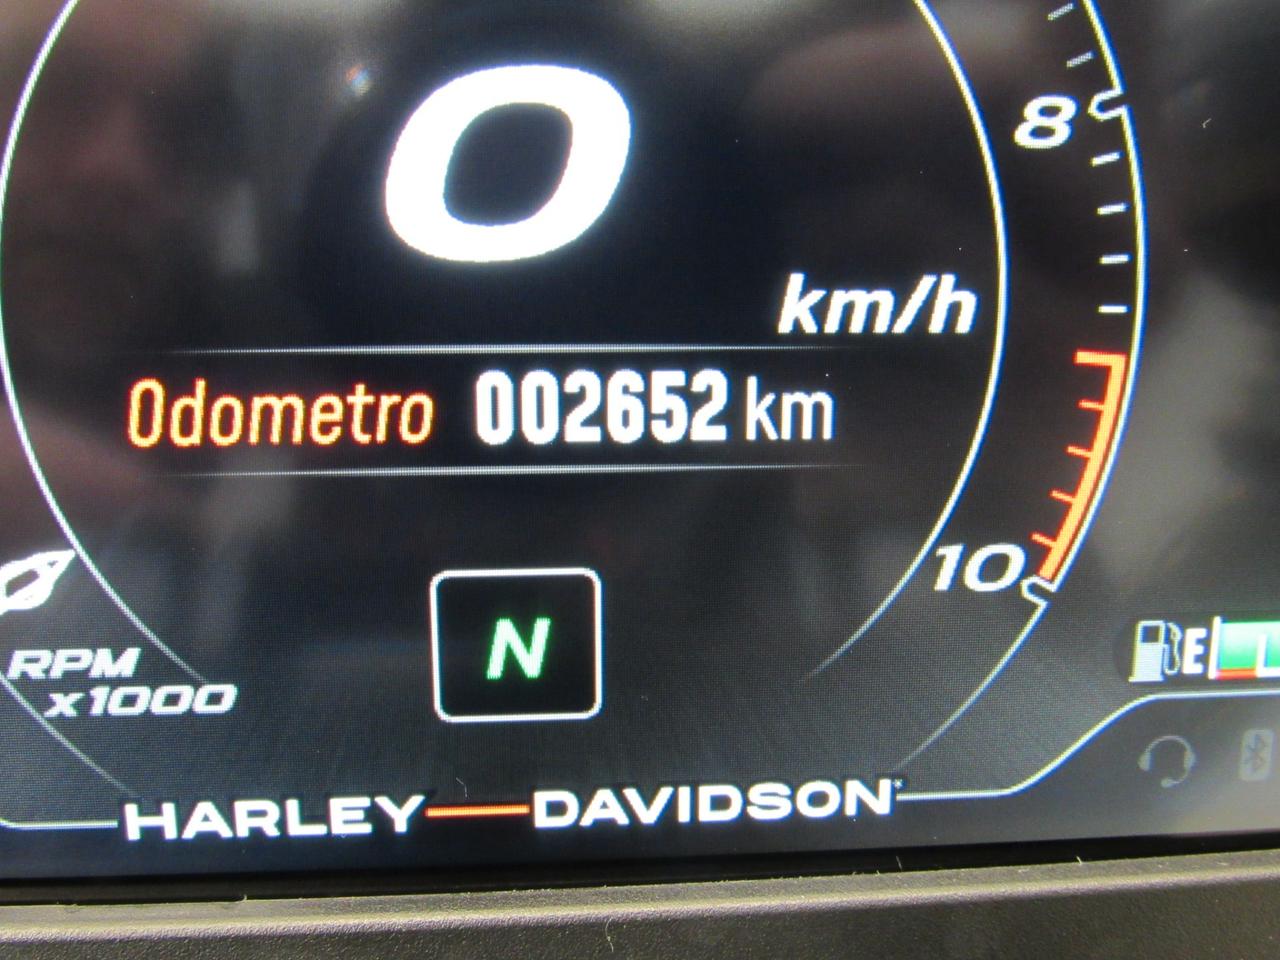 0
8
km/h
Odometro 002652 km
10
N
E
RPM
x1000
HARLEY—DAVIDSON